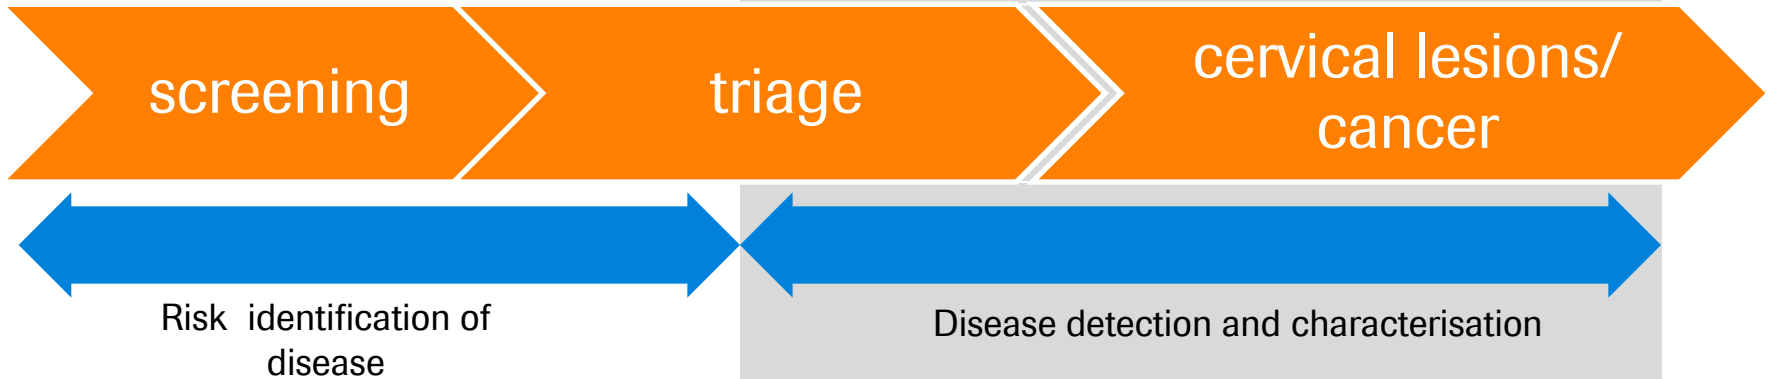 screening
triage
cervical lesions/
cancer
Risk  identification of
disease
Disease detection and characterisation